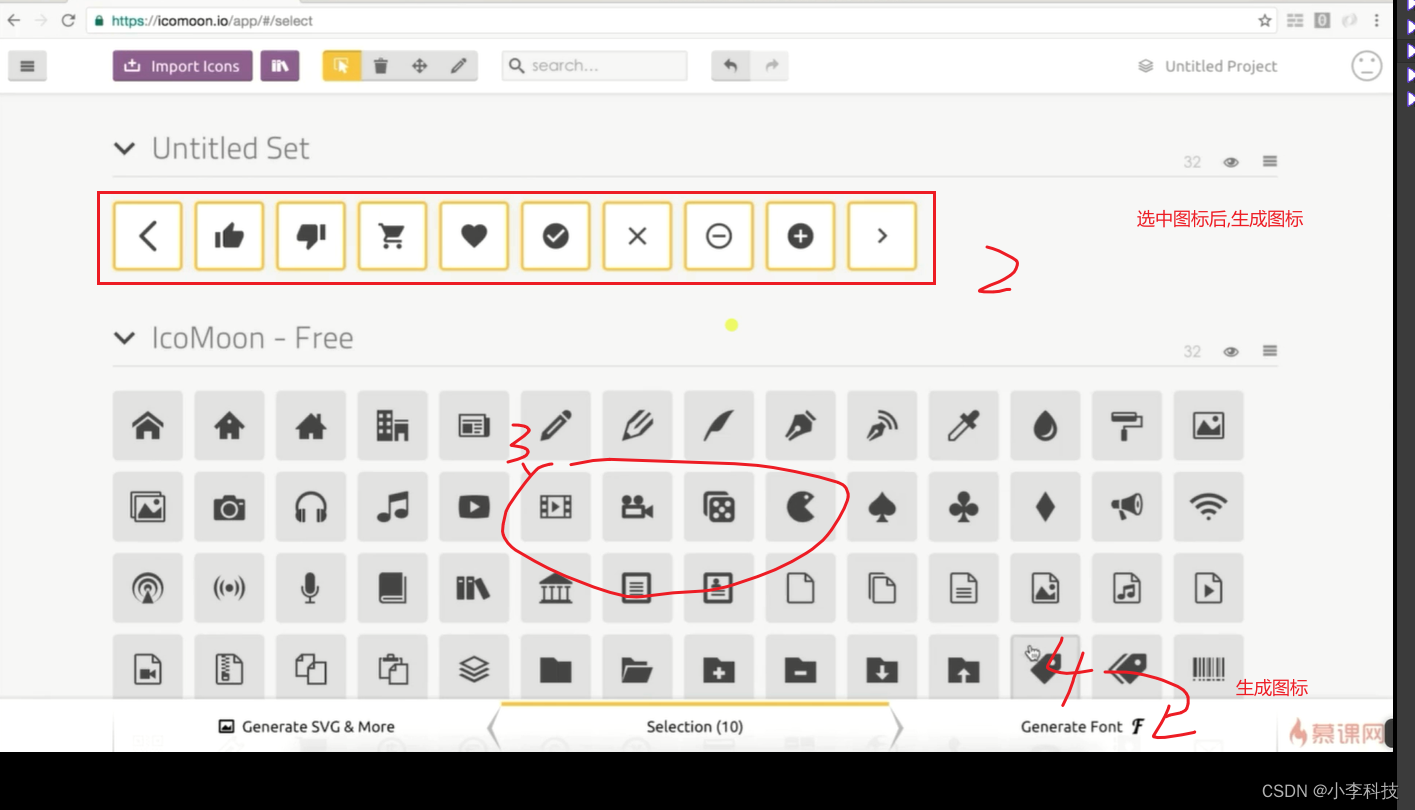 https://icomoon.io/app/#/select
Import Icons
search...
Untitled Project
Untitled Set
32
选中图标后,生成图标
2
IcoMoon - Free
32
3
4
生成图标
Generate SVG & More
Selection (10)
Generate Font
慕课网
CSDN @小李科技